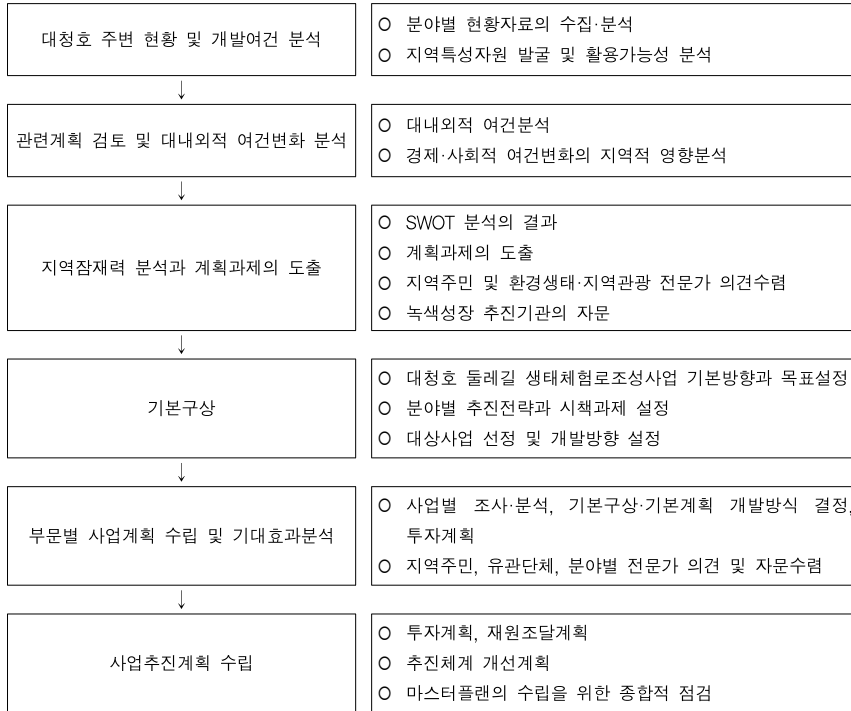 대청호 주변 현황 및 개발여건 분석
○ 분야별 현황자료의 수집·분석
○ 지역특성자원 발굴 및 활용가능성 분석
↓
관련계획 검토 및 대내외적 여건변화 분석
○ 대내외적 여건분석
○ 경제·사회적 여건변화의 지역적 영향분석
↓
지역잠재력 분석과 계획과제의 도출
○ SWOT 분석의 결과
○ 계획과제의 도출
○ 지역주민 및 환경생태·지역관광 전문가 의견수렴
○ 녹색성장 추진기관의 자문
↓
기본구상
○ 대청호 둘레길 생태체험로조성사업 기본방향과 목표설정
○ 분야별 추진전략과 시책과제 설정
○ 대상사업 선정 및 개발방향 설정
↓
부문별 사업계획 수립 및 기대효과분석
○ 사업별 조사·분석, 기본구상·기본계획 개발방식 결정,
투자계획
○ 지역주민, 유관단체, 분야별 전문가 의견 및 자문수렴
↓
사업추진계획 수립
○ 투자계획, 재원조달계획
○ 추진체계 개선계획
○ 마스터플랜의 수립을 위한 종합적 점검